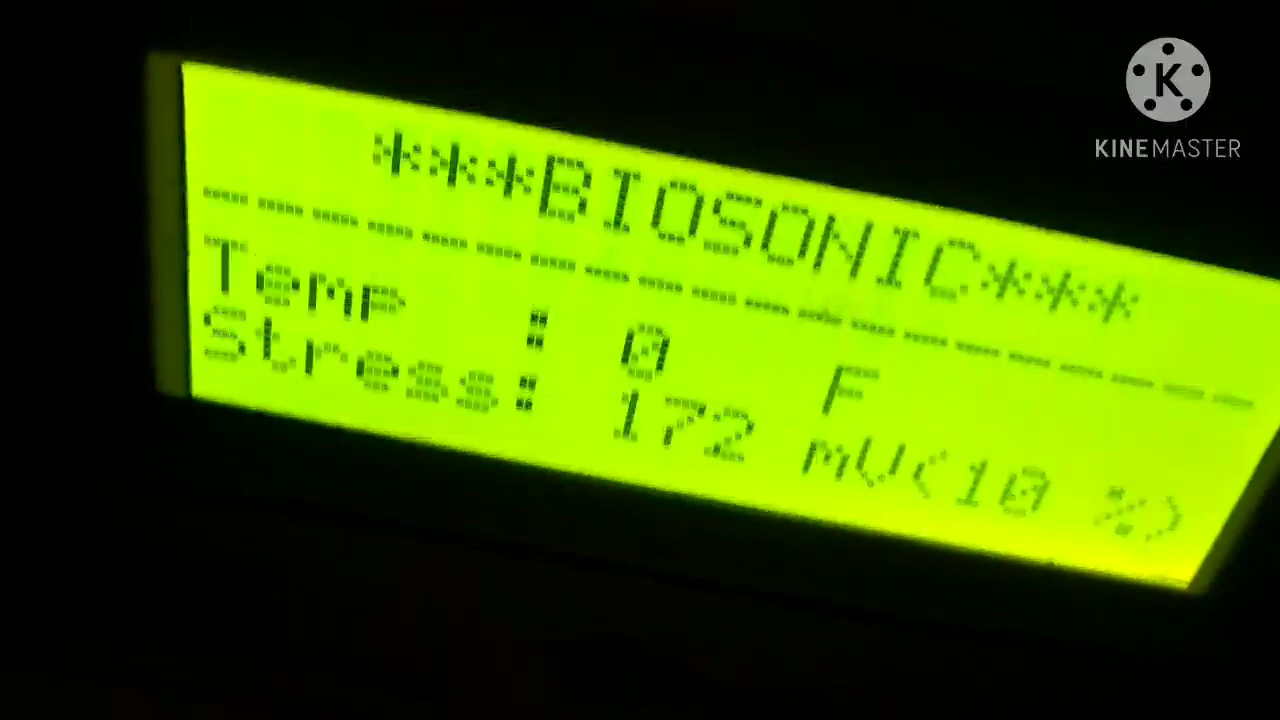 ***BIOSONIC***
--------------------
Temp : 0 F
Stress: 172 mV(10 %)
K
KINEMASTER